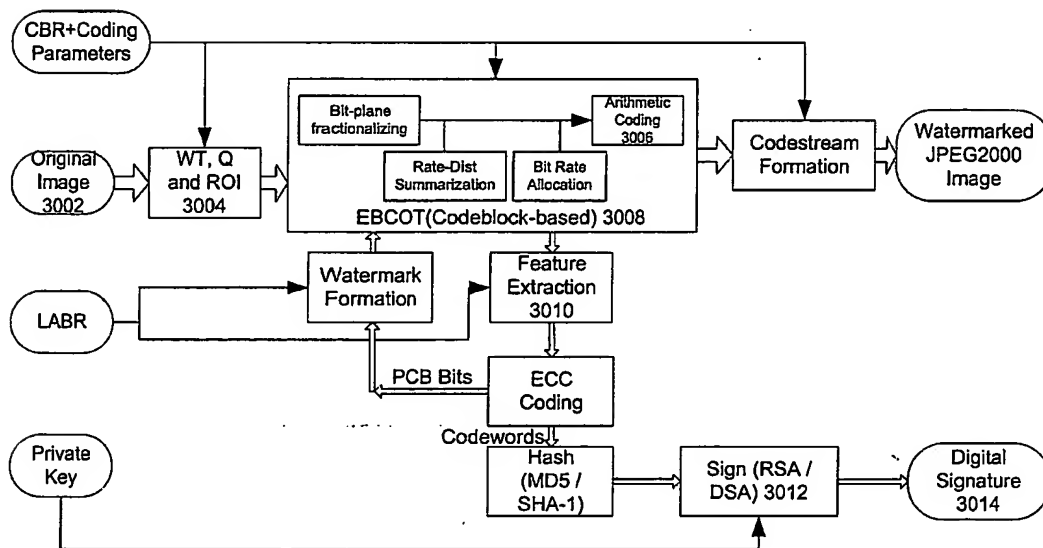 CBR+Coding
Parameters
Bit-plane
fractionalizing
Arithmetic
Coding
3006
Rate-Dist
Summarization
Bit Rate
Allocation
EBCOT(Codeblock-based) 3008
Original
Image
3002
WT, Q
and ROI
3004
Codestream
Formation
Watermarked
JPEG2000
Image
Watermark
Formation
Feature
Extraction
3010
LABR
PCB Bits
ECC
Coding
Codewords
Private
Key
Hash
(MD5 /
SHA-1)
Sign (RSA /
DSA) 3012
Digital
Signature
3014